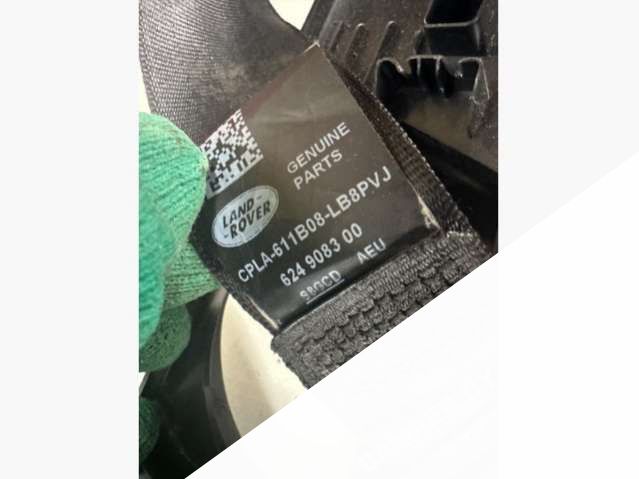 GENUINE
PARTS
LAND-
-ROVER
CPLA-611B08-LB8PVJ
624 9083 00
AEU